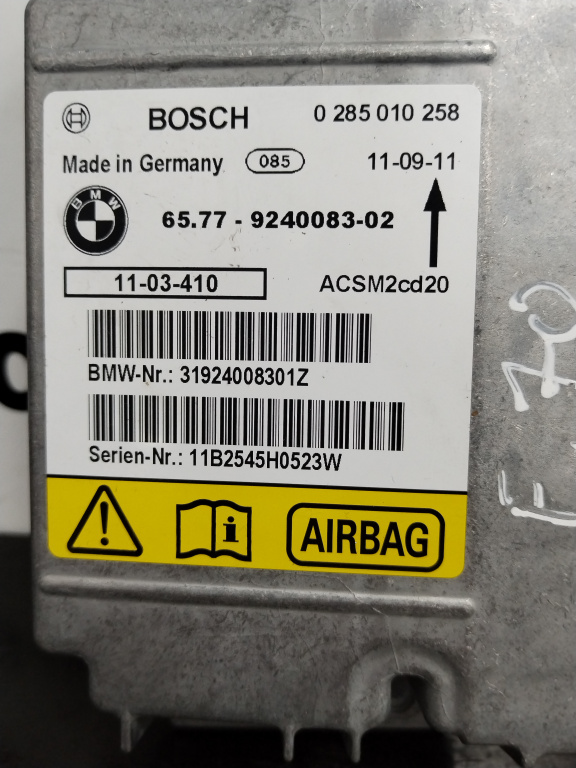 BOSCH 0 285 010 258
Made in Germany 085 11-09-11
BMW 65.77 - 9240083-02
11-03-410 ACSM2cd20
BMW-Nr.: 31924008301Z
Serien-Nr.: 11B2545H0523W
i AIRBAG
E-70